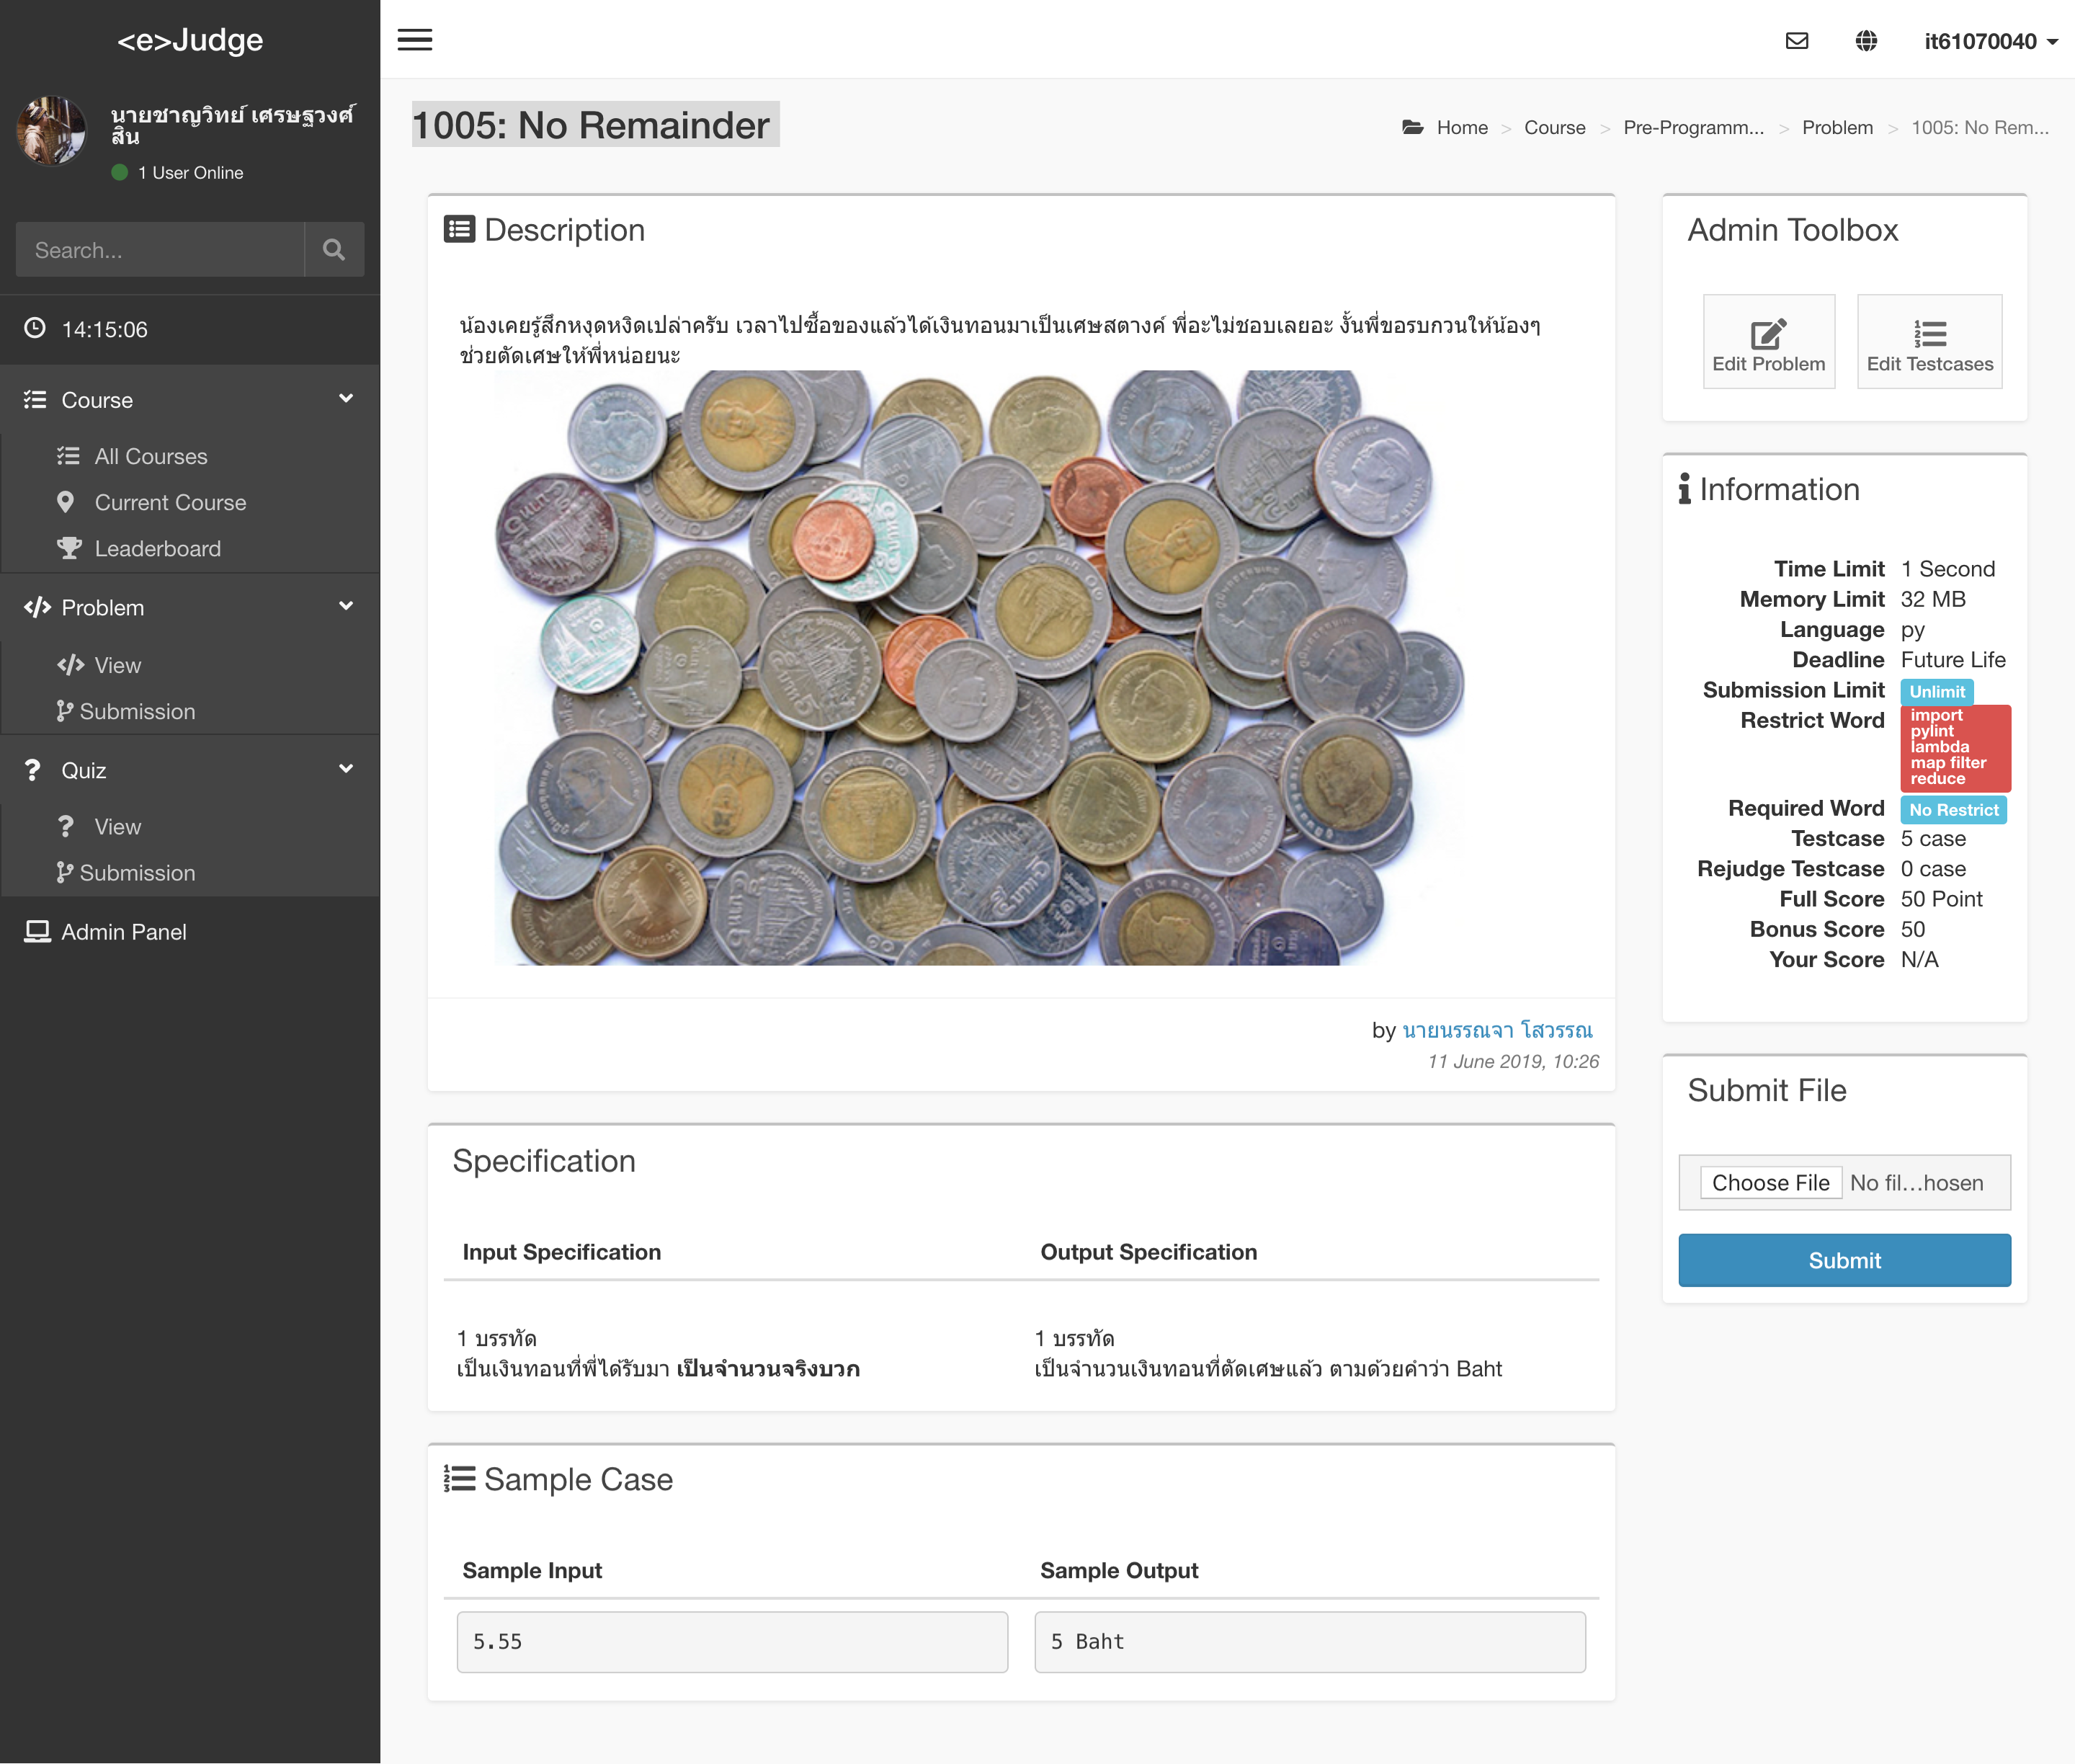 <e>Judge
it61070040
นายชาญวิทย์ เศรษฐวงศ์
สิน
1 User Online
Search...
14:15:06
Course
All Courses
Current Course
Leaderboard
Problem
View
Submission
Quiz
View
Submission
Admin Panel
1005: No Remainder
Home > Course > Pre-Programm... > Problem > 1005: No Rem...
Description
น้องเคยรู้สึกหงุดหงิดเปล่าครับ เวลาไปซื้อของแล้วได้เงินทอนมาเป็นเศษสตางค์ พี่อะไม่ชอบเลยอะ งั้นพี่ขอรบกวนให้น้องๆ
ช่วยตัดเศษให้พี่หน่อยนะ
by นายนรรณจา โสวรรณ
11 June 2019, 10:26
Specification
Input Specification
Output Specification
1 บรรทัด
เป็นเงินทอนที่พี่ได้รับมา เป็นจำนวนจริงบวก
1 บรรทัด
เป็นจำนวนเงินทอนที่ตัดเศษแล้ว ตามด้วยคำว่า Baht
Sample Case
Sample Input
Sample Output
5.55
5 Baht
Admin Toolbox
Edit Problem
Edit Testcases
Information
Time Limit 1 Second
Memory Limit 32 MB
Language py
Deadline Future Life
Submission Limit Unlimit
Restrict Word import
pylint
lambda
map filter
reduce
Required Word No Restrict
Testcase 5 case
Rejudge Testcase 0 case
Full Score 50 Point
Bonus Score 50
Your Score N/A
Submit File
Choose File No fil...hosen
Submit